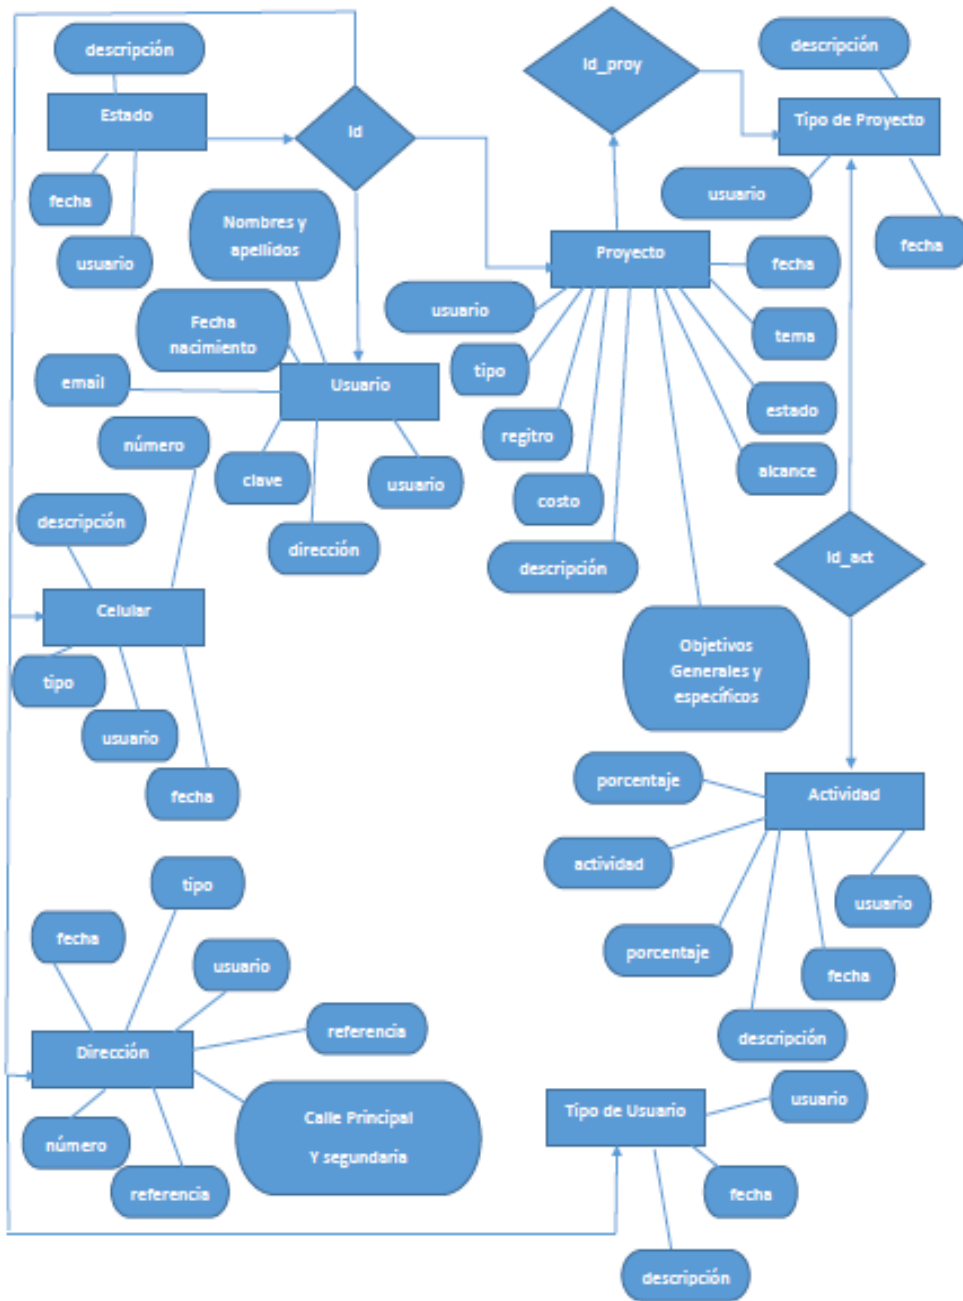 descripción
Estado
fecha
usuario
Id
Id_proy
descripción
Tipo de Proyecto
usuario
fecha
Nombres y
apellidos
Fecha
nacimiento
email
Usuario
clave
usuario
dirección
Proyecto
fecha
usuario
tema
tipo
estado
regitro
alcance
costo
descripción
Objetivos
Generales y
específicos
número
descripción
Celular
tipo
usuario
fecha
Id_act
porcentaje
Actividad
actividad
usuario
porcentaje
fecha
descripción
tipo
fecha
usuario
referencia
Dirección
Calle Principal
Y segundaria
número
referencia
Tipo de Usuario
usuario
fecha
descripción